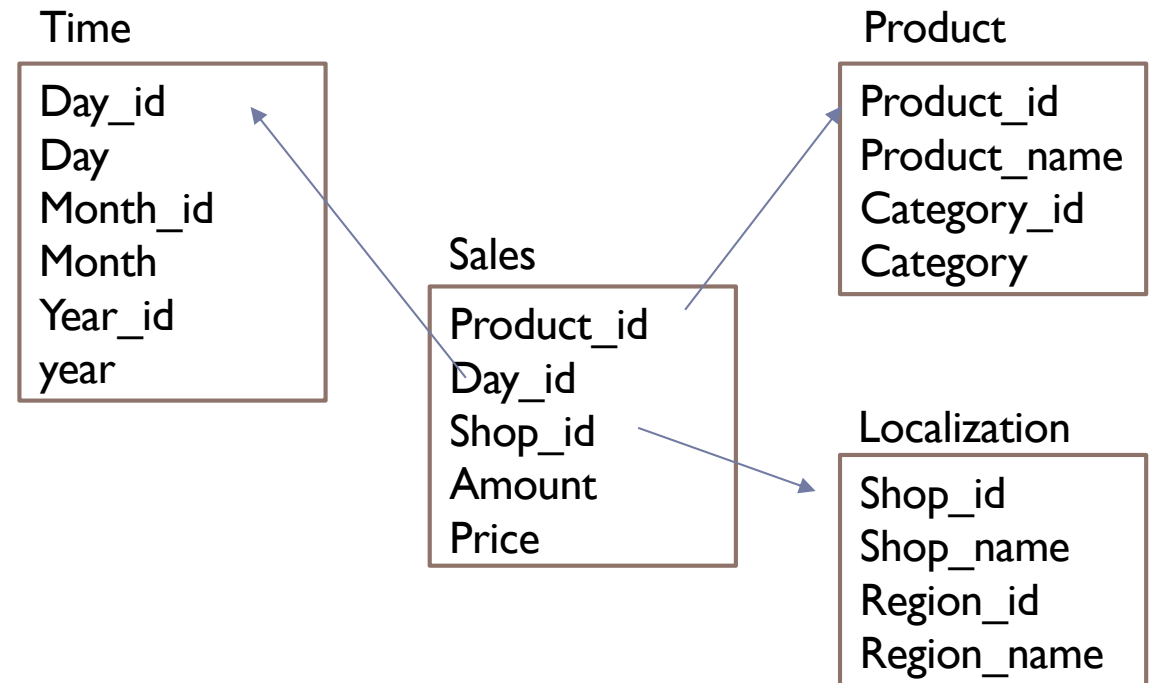 Time
Day_id
Day
Month_id
Month
Year_id
year
Sales
Product_id
Day_id
Shop_id
Amount
Price
Product
Product_id
Product_name
Category_id
Category
Localization
Shop_id
Shop_name
Region_id
Region_name